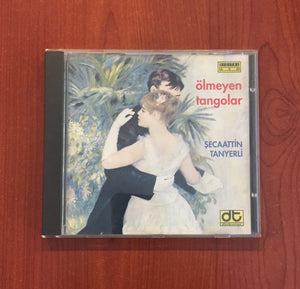 ölmeyen
tangolar
ŞECAATTİN
TANYERLİ
dt